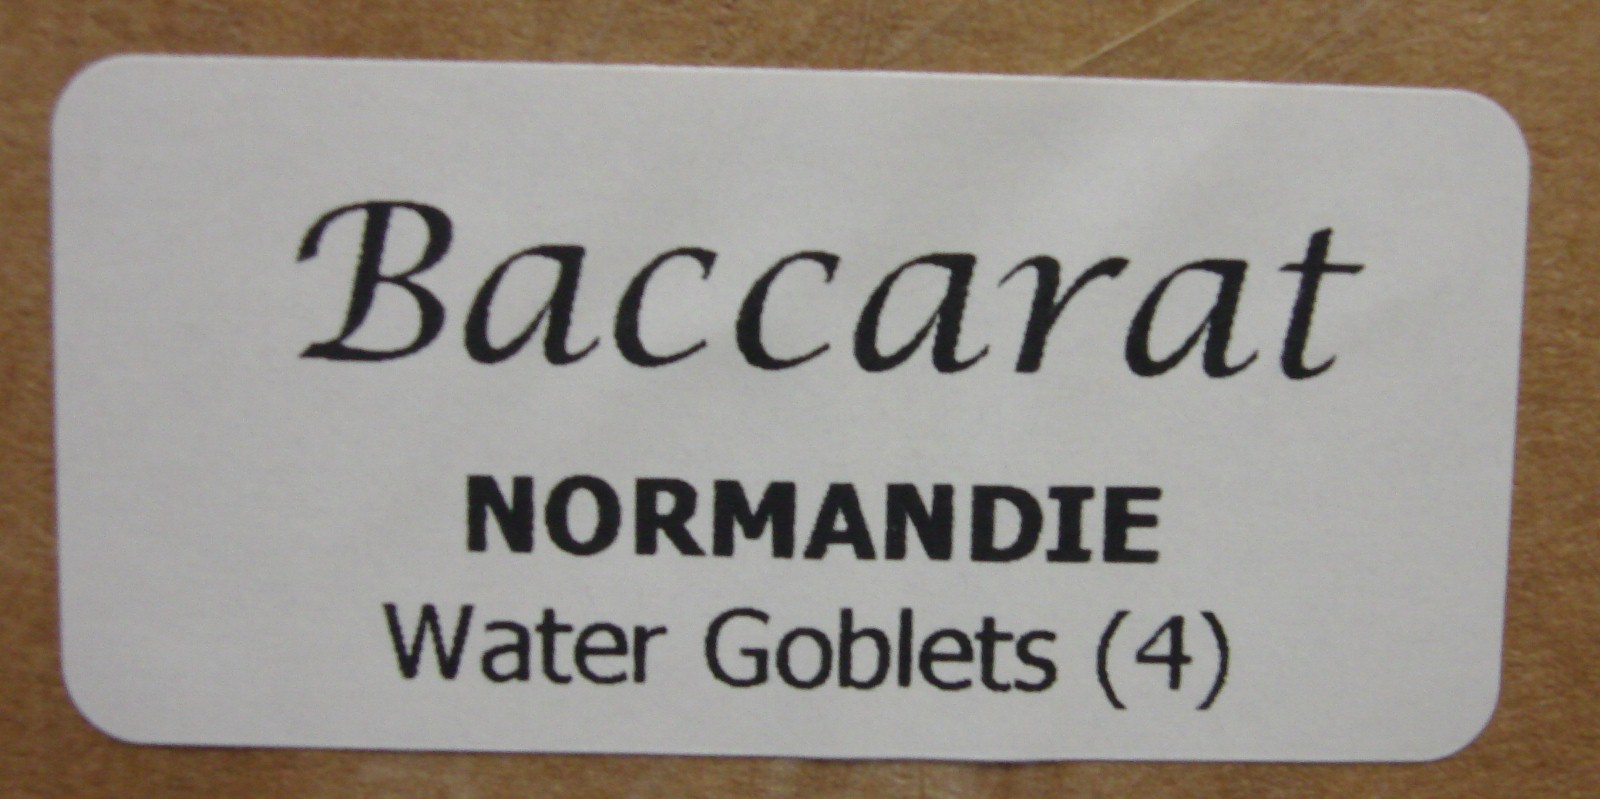 Baccarat
NORMANDIE
Water Goblets (4)